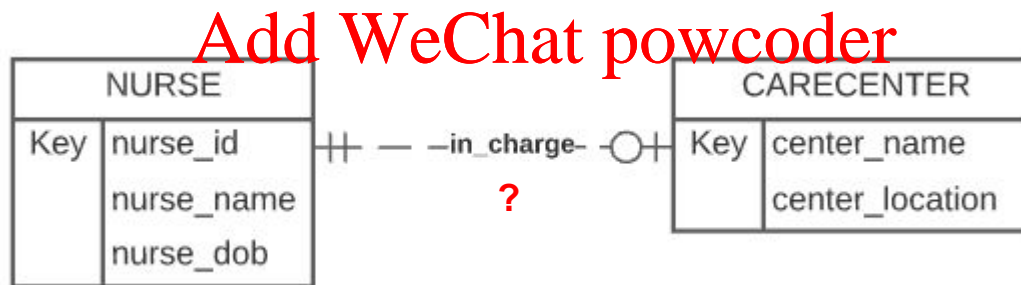 Add WeChat powcoder
NURSE
Key nurse_id
nurse_name
nurse_dob
in_charge
?
CARECENTER
Key center_name
center_location